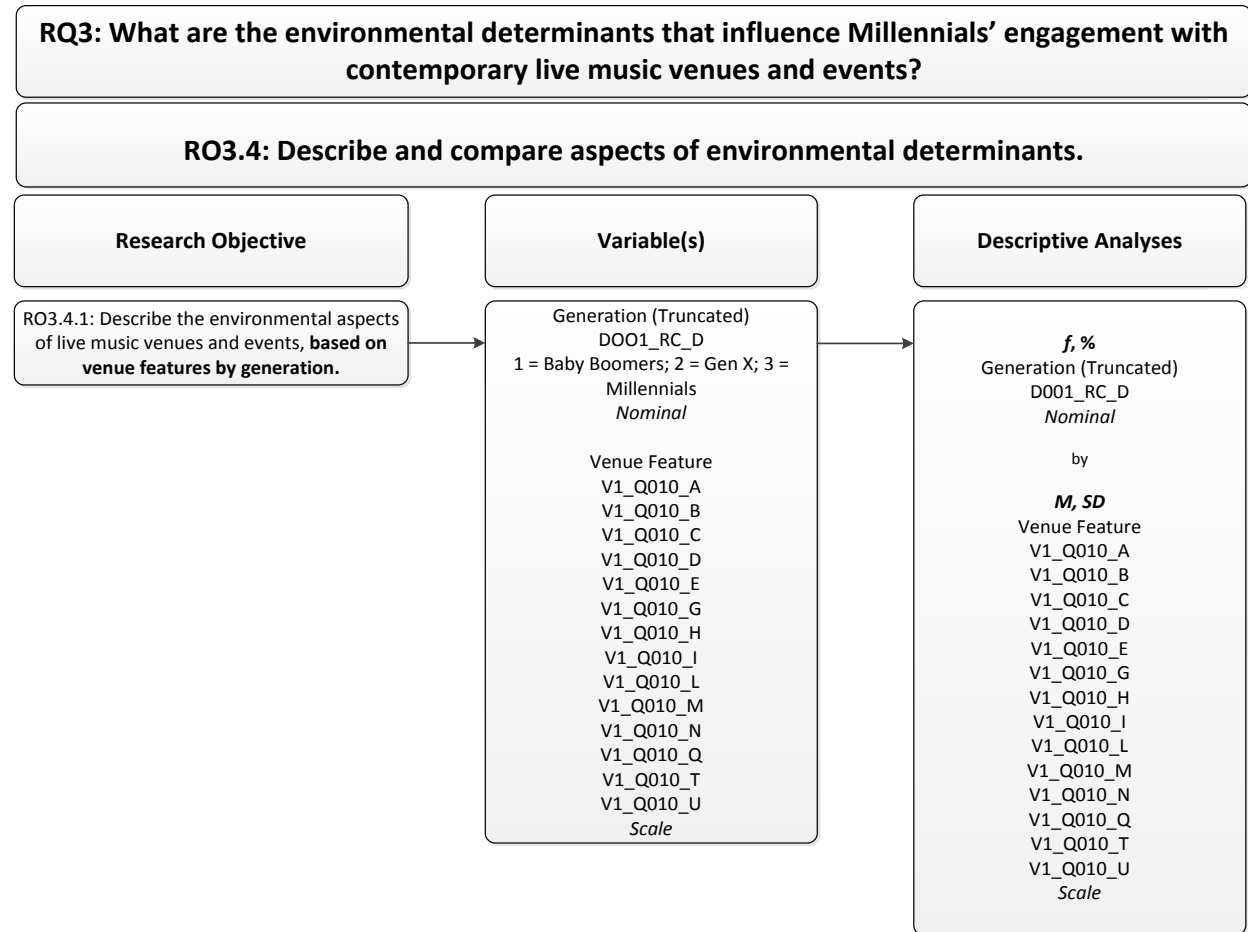 RQ3: What are the environmental determinants that influence Millennials’ engagement with
contemporary live music venues and events?
RO3.4: Describe and compare aspects of environmental determinants.
Research Objective
Variable(s)
Descriptive Analyses
RO3.4.1: Describe the environmental aspects
of live music venues and events, based on
venue features by generation.
Generation (Truncated)
DOO1_RC_D
1 = Baby Boomers; 2 = Gen X; 3 =
Millennials
Nominal
Venue Feature
V1_Q010_A
V1_Q010_B
V1_Q010_C
V1_Q010_D
V1_Q010_E
V1_Q010_G
V1_Q010_H
V1_Q010_I
V1_Q010_L
V1_Q010_M
V1_Q010_N
V1_Q010_Q
V1_Q010_T
V1_Q010_U
Scale
f, %
Generation (Truncated)
D001_RC_D
Nominal
by
M, SD
Venue Feature
V1_Q010_A
V1_Q010_B
V1_Q010_C
V1_Q010_D
V1_Q010_E
V1_Q010_G
V1_Q010_H
V1_Q010_I
V1_Q010_L
V1_Q010_M
V1_Q010_N
V1_Q010_Q
V1_Q010_T
V1_Q010_U
Scale